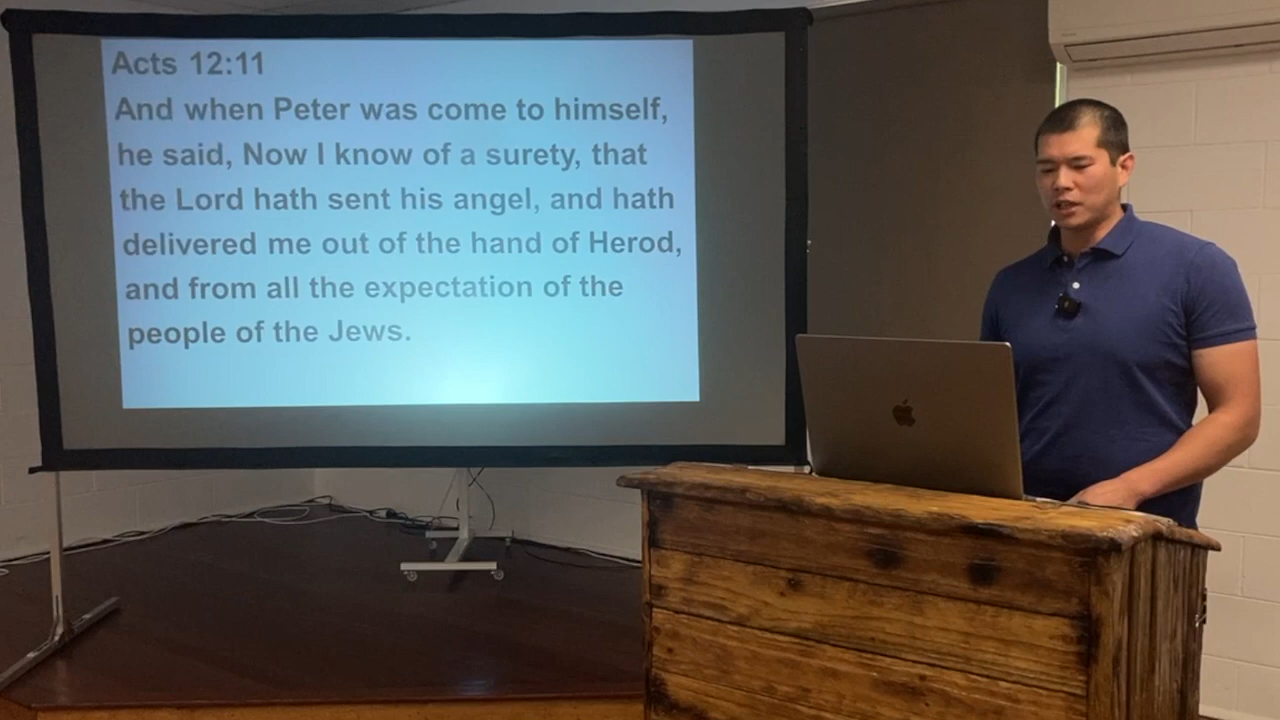 Acts 12:11
And when Peter was come to himself,
he said, Now I know of a surety, that
the Lord hath sent his angel, and hath
delivered me out of the hand of Herod,
and from all the expectation of the
people of the Jews.